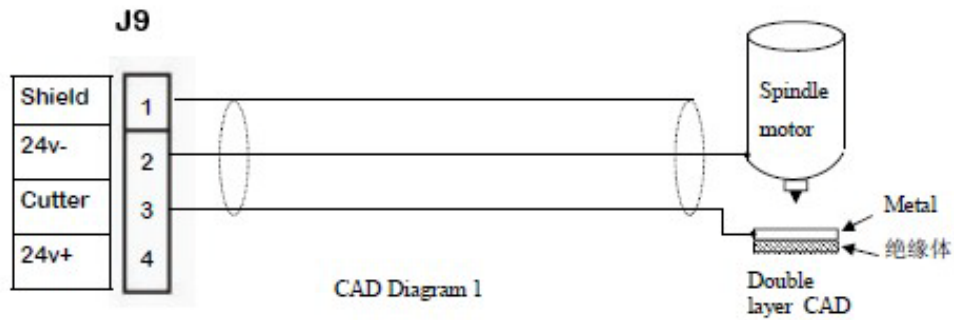 J9
Shield 1
24v- 2
Cutter 3
24v+ 4
Spindle
motor
Metal
绝缘体
Double
layer CAD
CAD Diagram 1